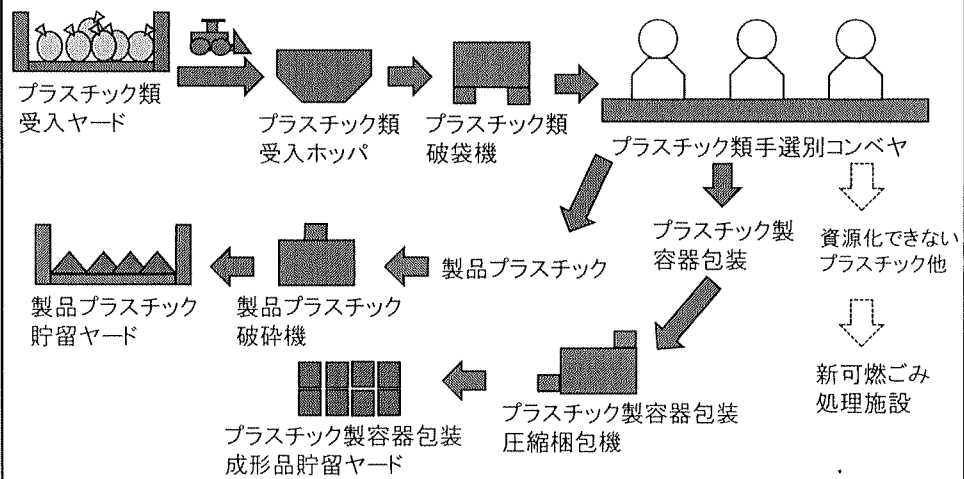 プラスチック類
受入ヤード
プラスチック類
受入ホッパ
プラスチック類
破袋機
プラスチック類手選別コンベヤ
製品プラスチック
プラスチック製
容器包装
資源化できない
プラスチック他
製品プラスチック
貯留ヤード
製品プラスチック
破砕機
新可燃ごみ
処理施設
プラスチック製容器包装
圧縮梱包機
プラスチック製容器包装
成形品貯留ヤード